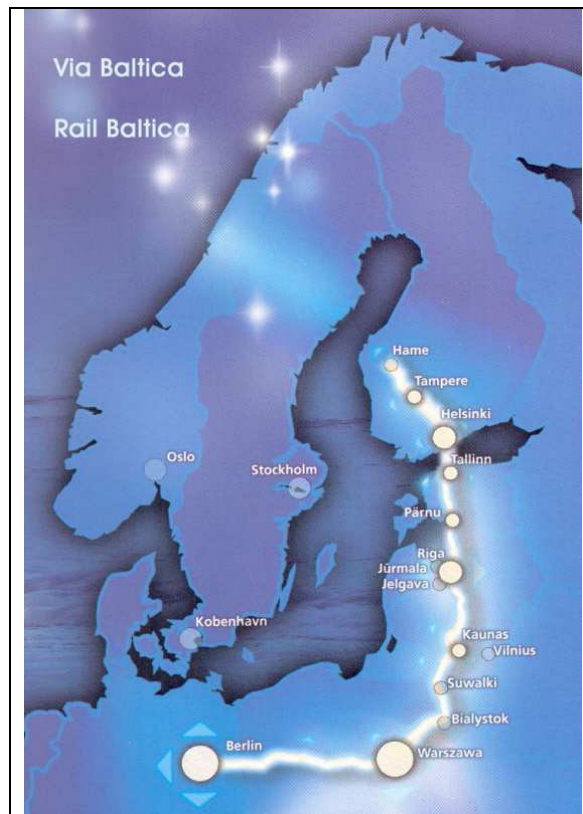 Via Baltica
Rail Baltica
Hame
Tampere
Helsinki
Oslo
Stockholm
Tallinn
Pärnu
Riga
Jūrmala
Jelgava
Kobenhavn
Kaunas
Vilnius
Suwalki
Bialystok
Berlin
Warszawa